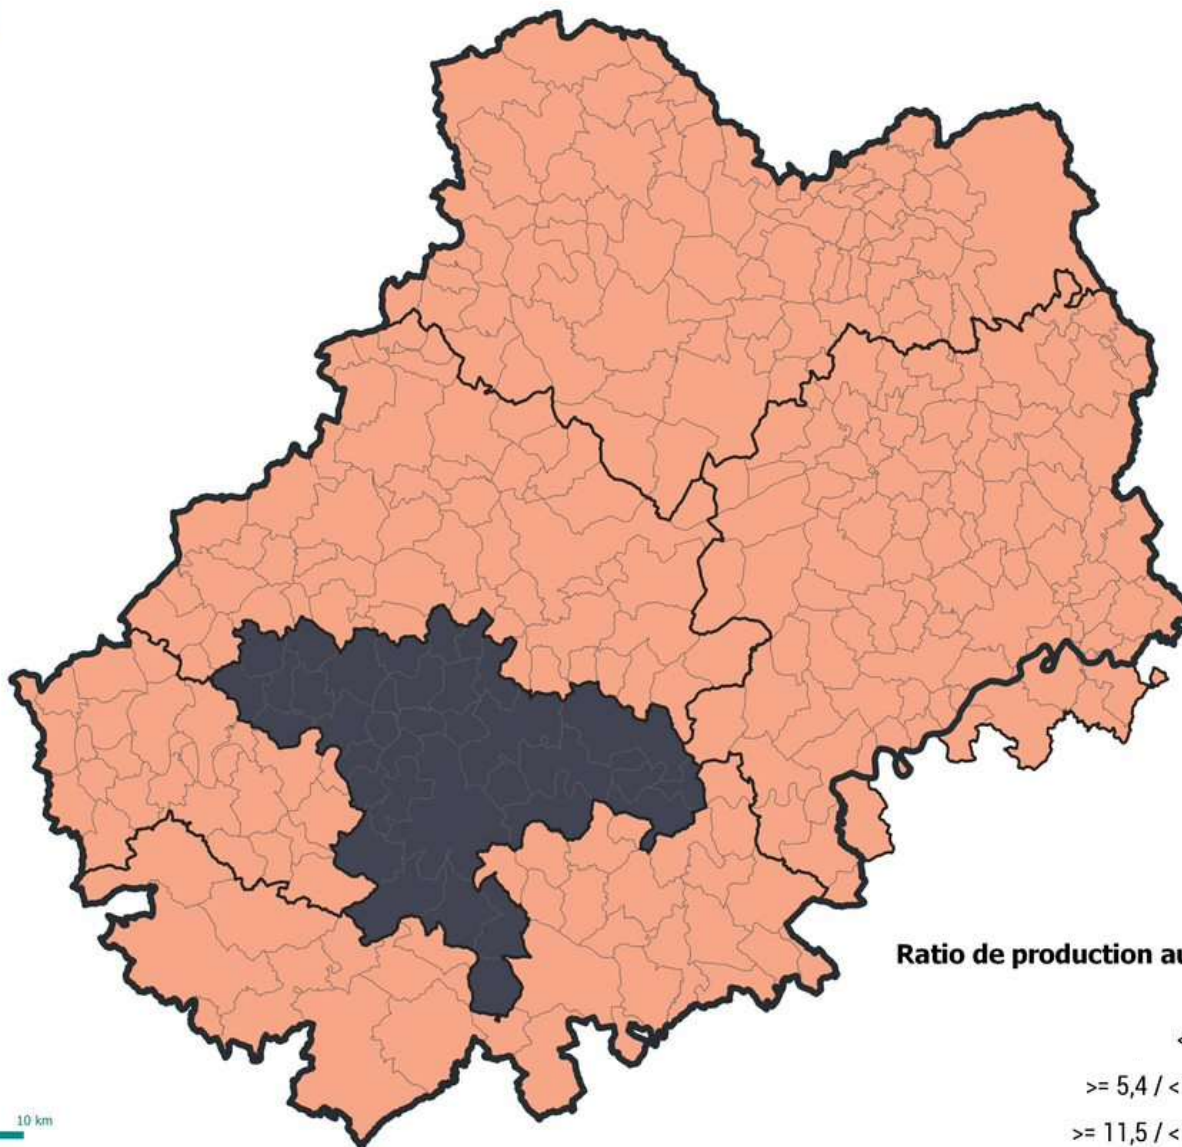 Ratio de production au
<
>= 5,4 / <
>= 11,5 / <
10 km